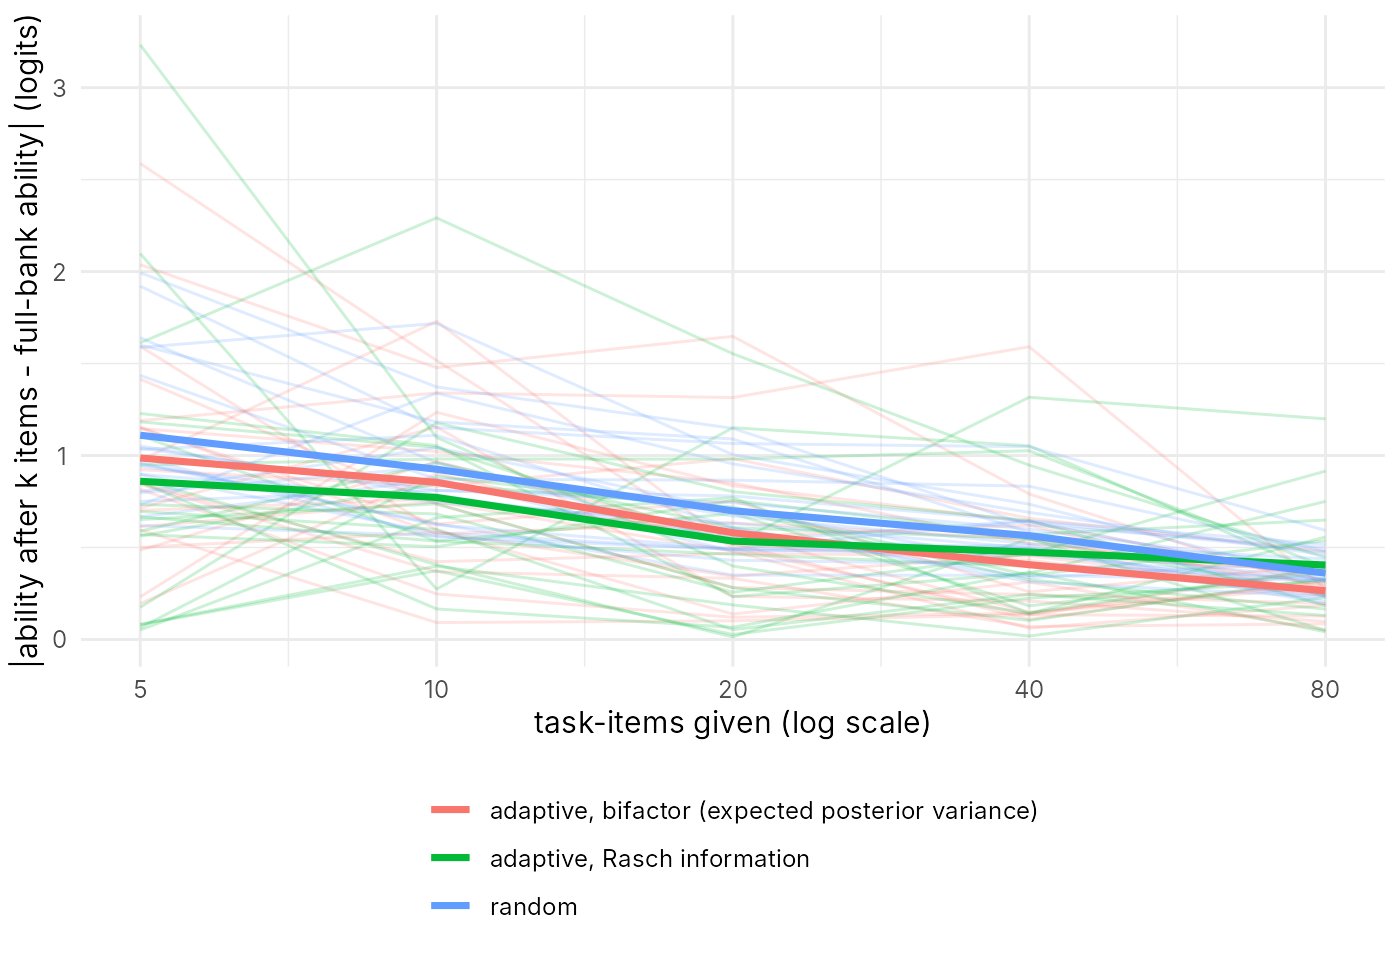 |ability after k items - full-bank ability| (logits)
3
2
1
0
5 10 20 40 80
task-items given (log scale)
adaptive, bifactor (expected posterior variance)
adaptive, Rasch information
random